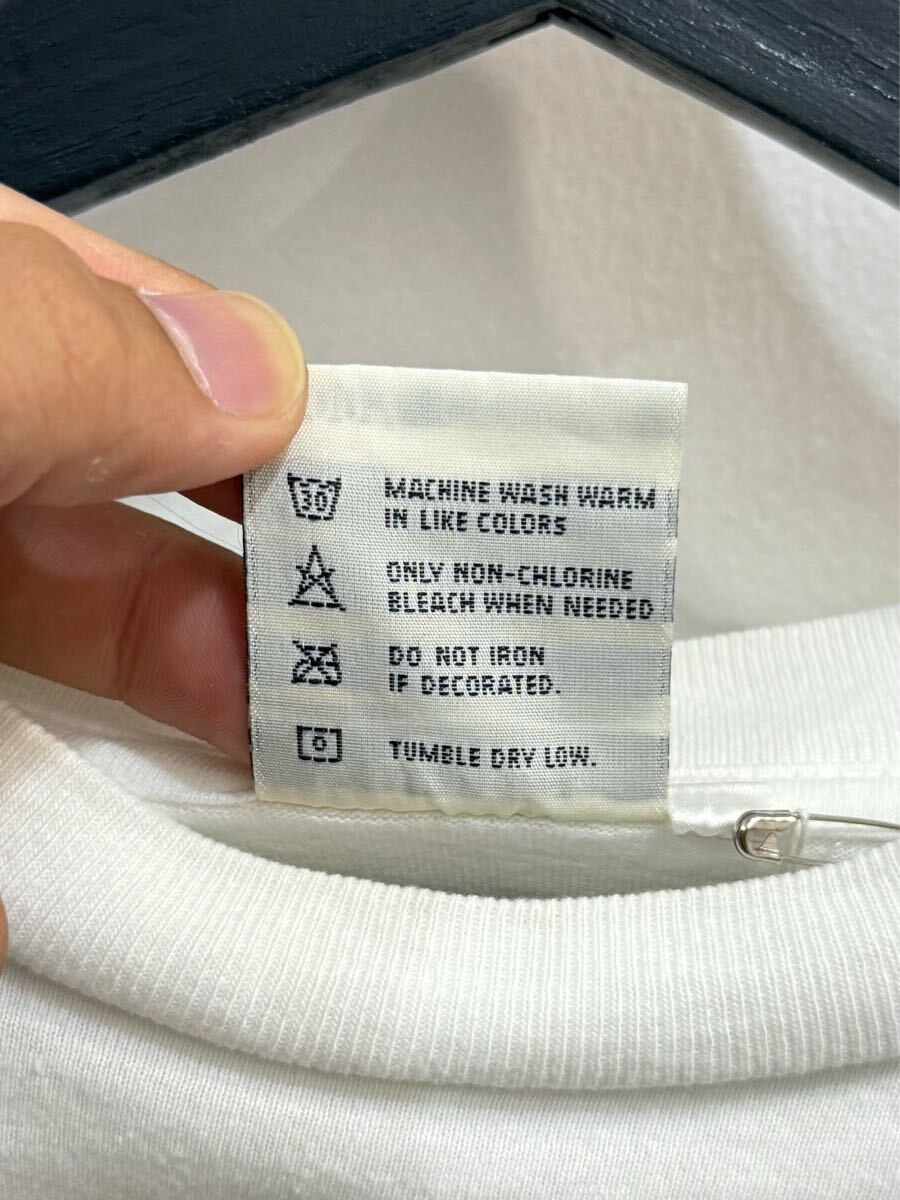 30
MACHINE WASH WARM
IN LIKE COLORS
ONLY NON-CHLORINE
BLEACH WHEN NEEDED
DO NOT IRON
IF DECORATED.
TUMBLE DRY LOW.